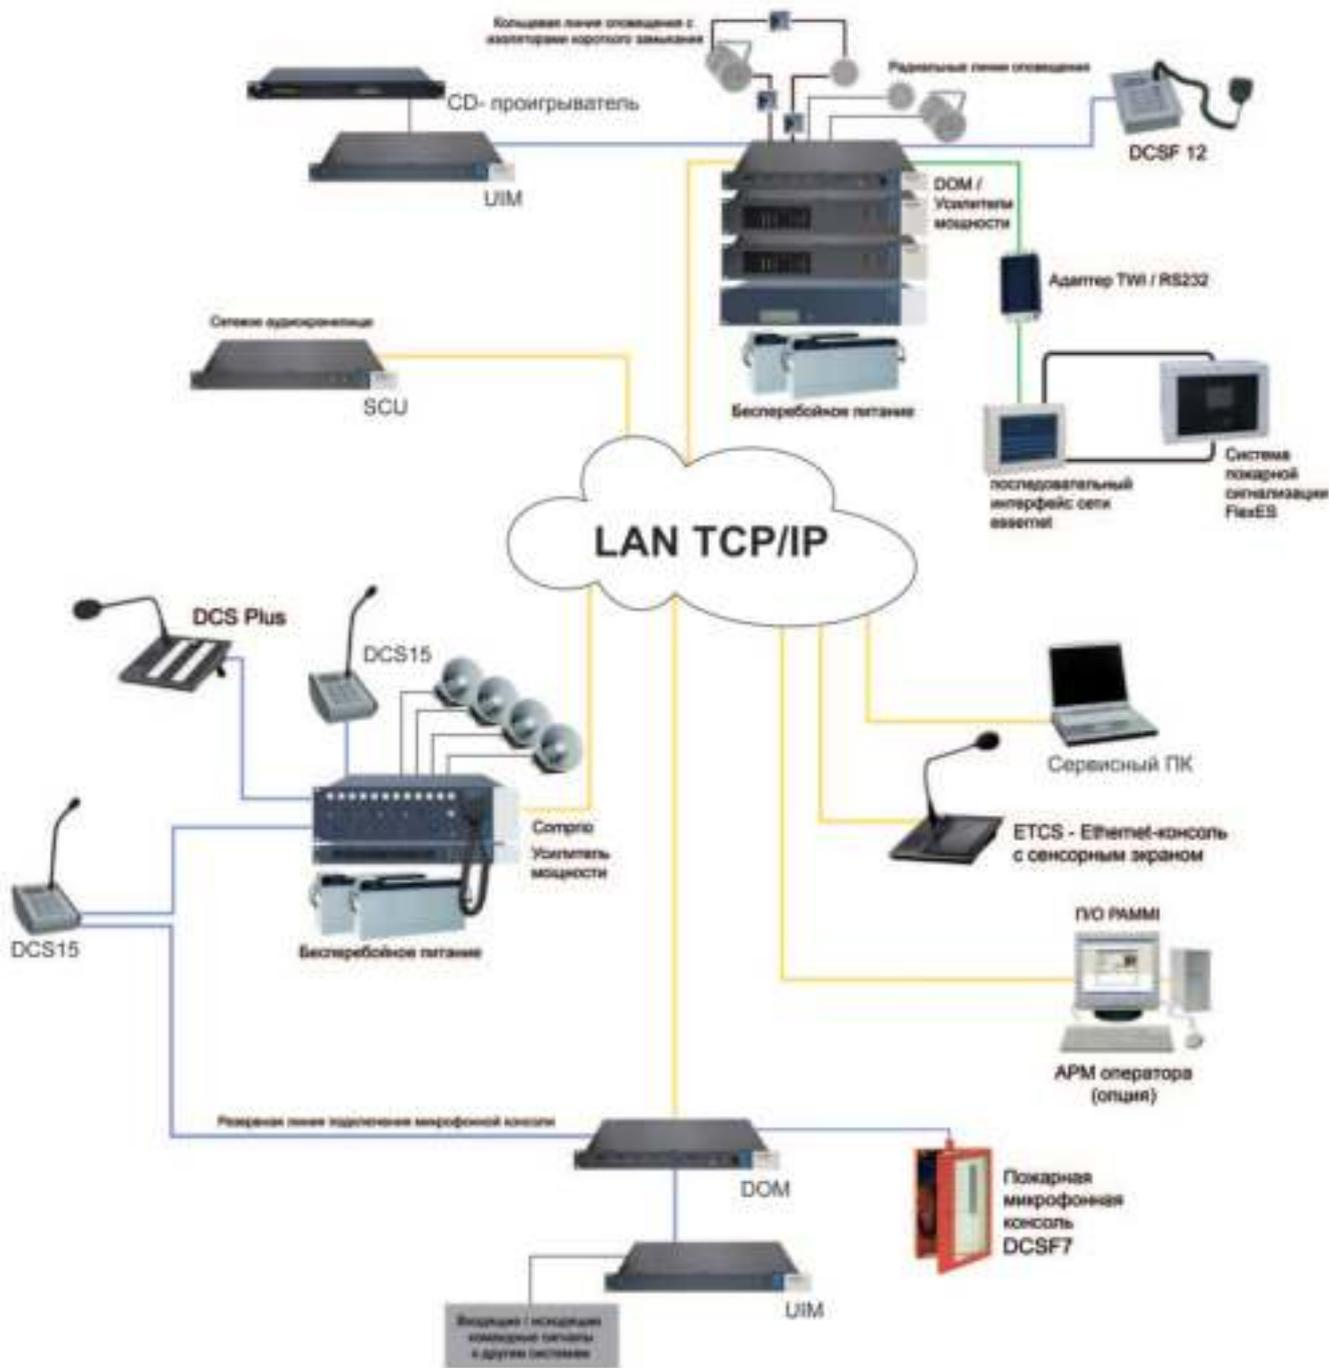 Кольцевая линия оповещения с
изоляторами короткого замыкания
Радиальные линии оповещения
CD- проигрыватель
UIM
DCSF 12
DOM /
Усилители
мощности
Адаптер TWI / RS232
Сетевое аудиохранилище
SCU
Бесперебойное питание
последовательный
интерфейс сети
essernet
Система
пожарной
сигнализации
FlexES
LAN TCP/IP
DCS Plus
DCS15
Сервисный ПК
Comprio
Усилитель
мощности
ETCS - Ethernet-консоль
с сенсорным экраном
DCS15
Бесперебойное питание
П/О PAMMI
АРМ оператора
(опция)
Резервная линия подключения микрофонной консоли
DOM
Пожарная
микрофонная
консоль
DCSF7
UIM
Входящие / исходящие
командные сигналы
к другим системам